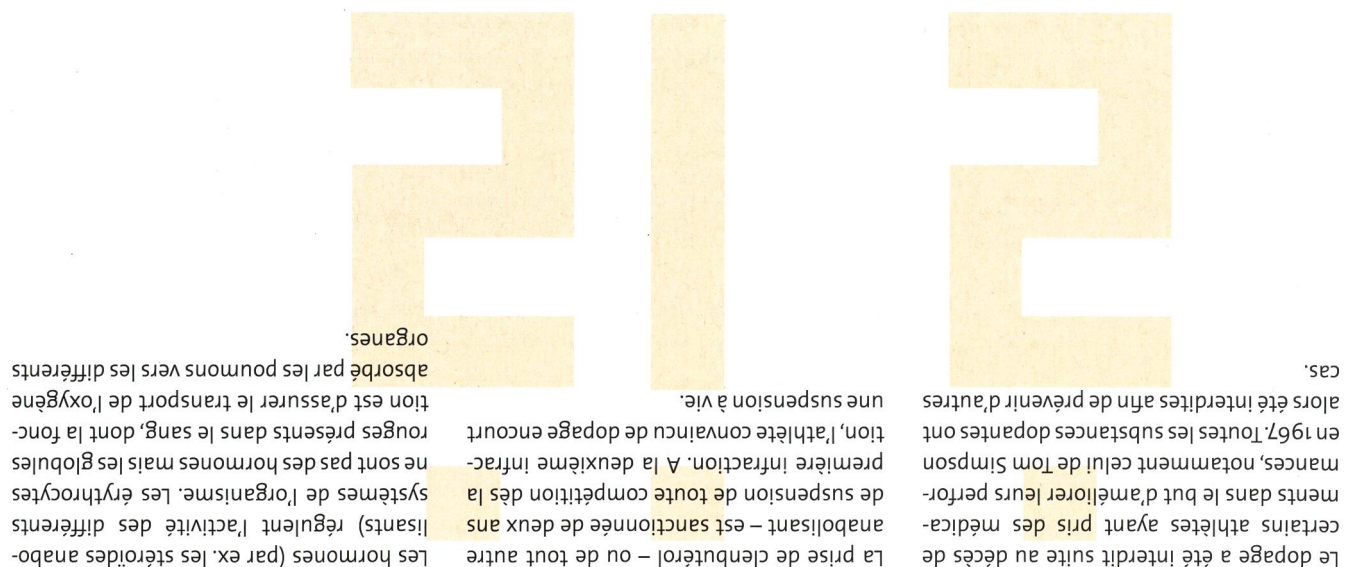 ?!?
Le dopage a été interdit suite au décès de
certains athlètes ayant pris des médica-
ments dans le but d'améliorer leurs perfor-
mances, notamment celui de Tom Simpson
en 1967. Toutes les substances dopantes ont
alors été interdites afin de prévenir d'autres
cas.
La prise de clenbutérol – ou de tout autre
anabolisant – est sanctionnée de deux ans
de suspension de toute compétition dès la
première infraction. A la deuxième infrac-
tion, l'athlète convaincu de dopage encourt
une suspension à vie.
Les hormones (par ex. les stéroïdes anabo-
lisants) régulent l'activité des différents
systèmes de l'organisme. Les érythrocytes
ne sont pas des hormones mais les globules
rouges présents dans le sang, dont la fonc-
tion est d'assurer le transport de l'oxygène
absorbé par les poumons vers les différents
organes.